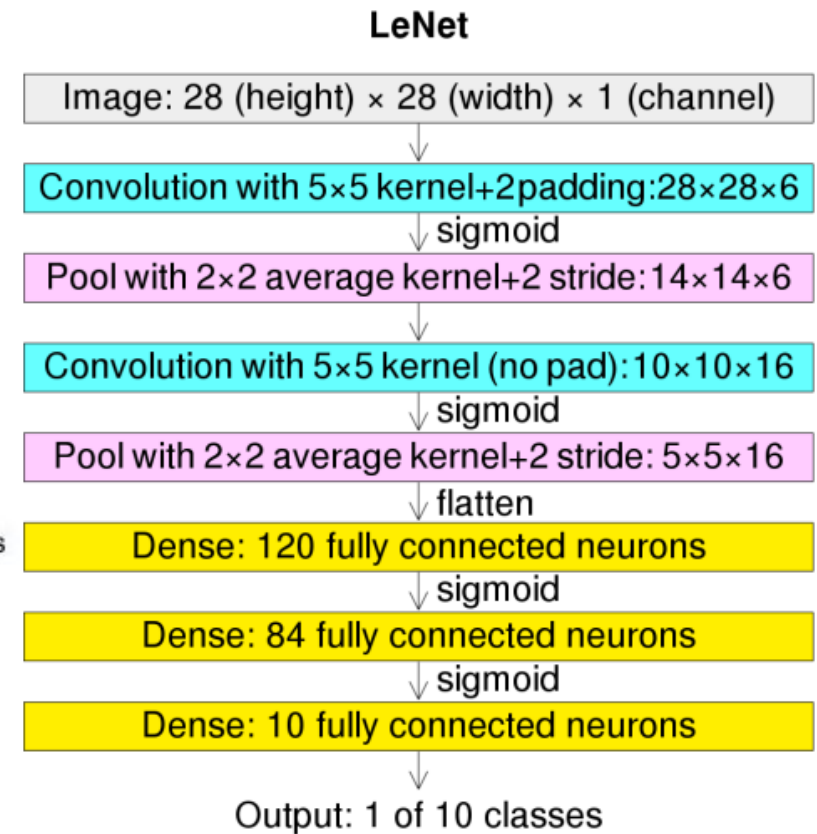 LeNet
Image: 28 (height) × 28 (width) × 1 (channel)
Convolution with 5×5 kernel+2padding:28×28×6
sigmoid
Pool with 2×2 average kernel+2 stride:14×14×6
Convolution with 5×5 kernel (no pad):10×10×16
sigmoid
Pool with 2×2 average kernel+2 stride: 5×5×16
flatten
s
Dense: 120 fully connected neurons
sigmoid
Dense: 84 fully connected neurons
sigmoid
Dense: 10 fully connected neurons
Output: 1 of 10 classes